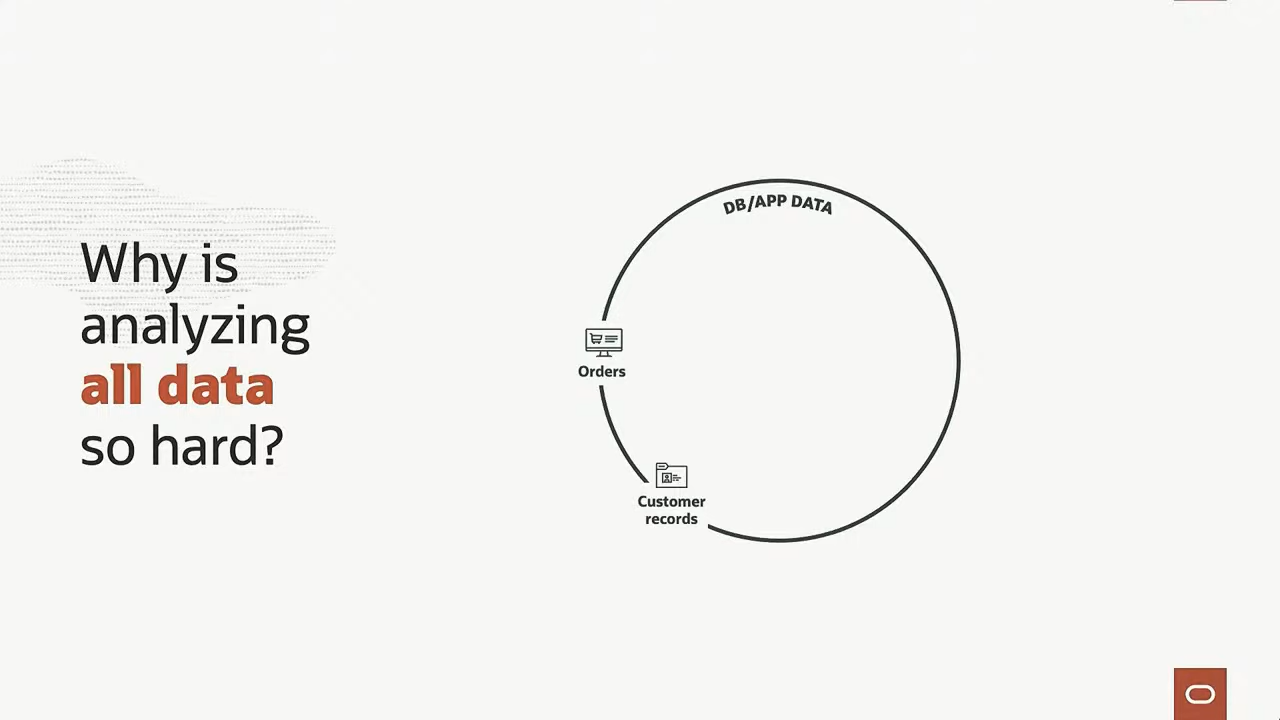 Why is
analyzing
all data
so hard?
DB/APP DATA
Orders
Customer
records